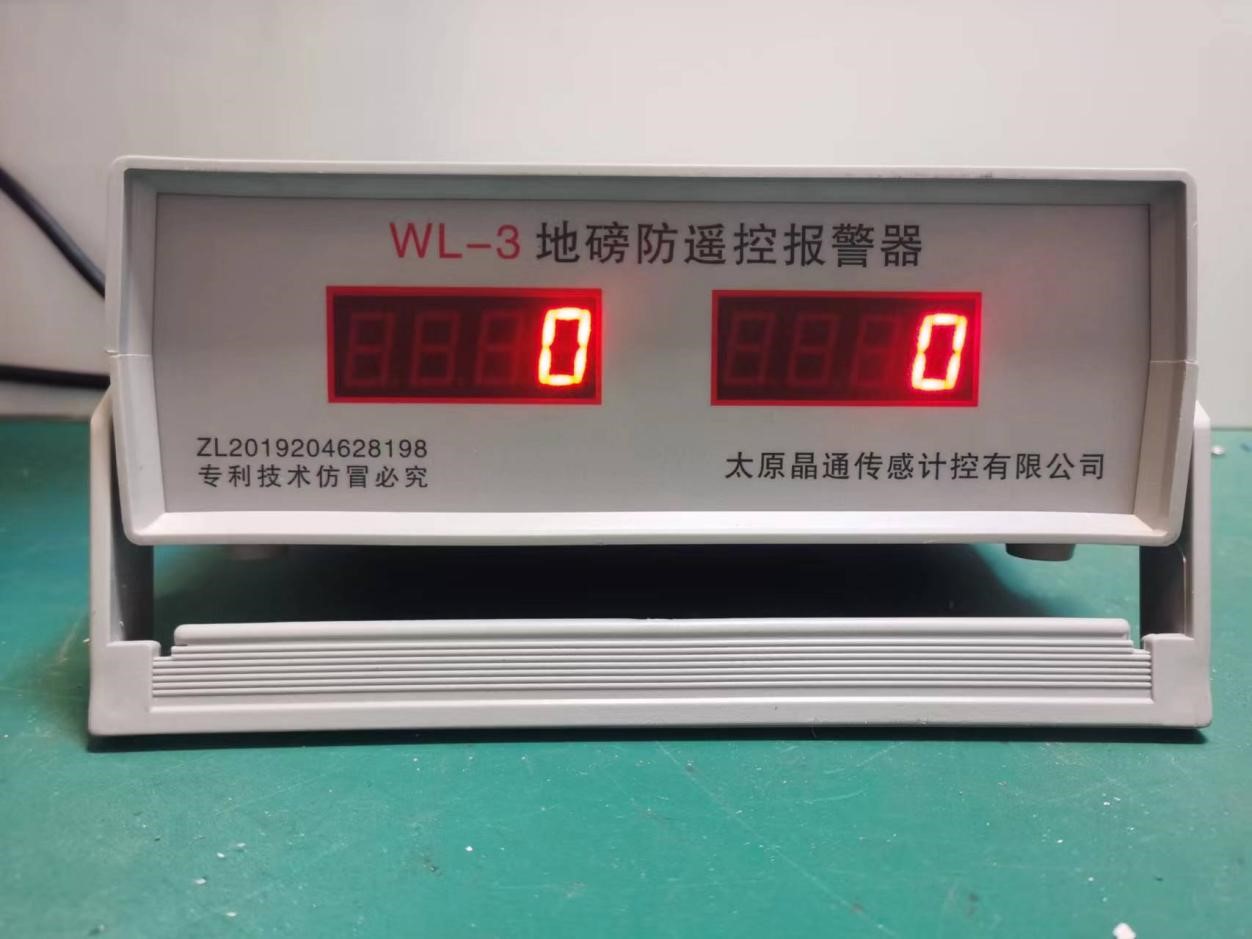 WL-3 地磅防遥控报警器
0
0
ZL2019204628198
专利技术仿冒必究
太原晶通传感计控有限公司